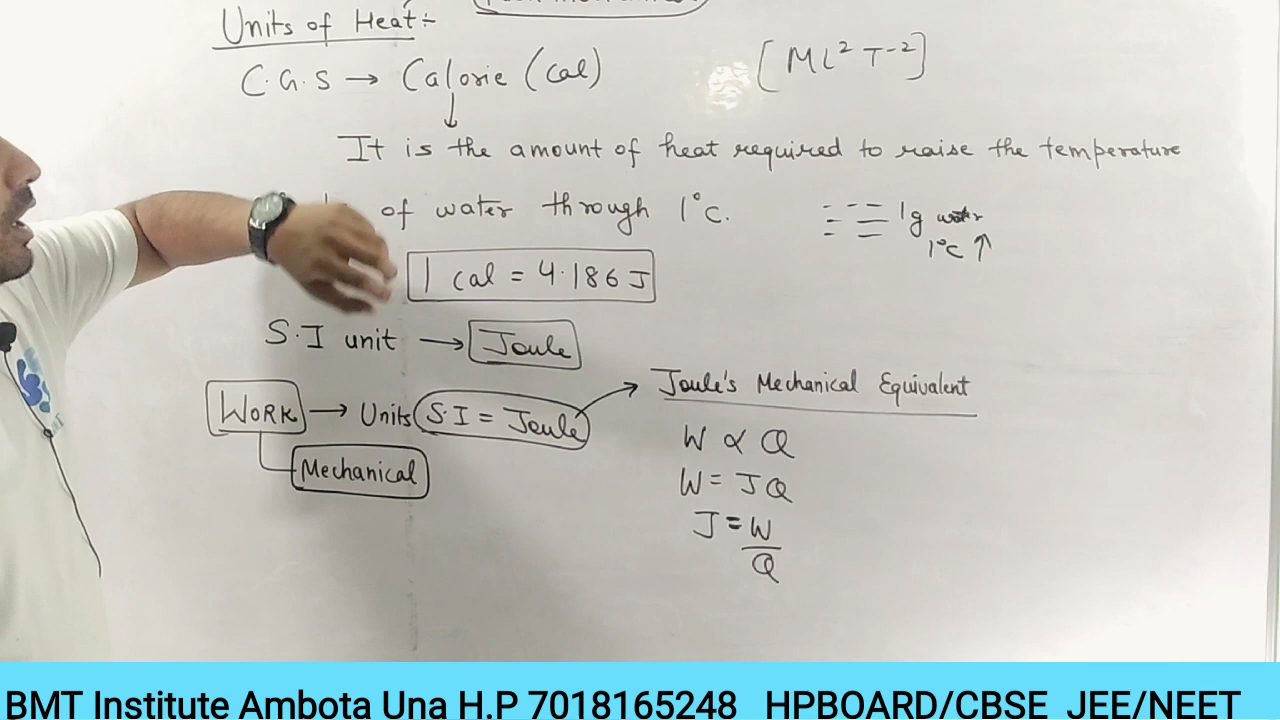 Units of Heat:-
C.G.S → Calorie (cal)
[ML² T⁻²]
↓
It is the amount of heat required to raise the temperature
of water through 1°C.
1g water
1°C ↑
1 cal = 4.186 J
S.I unit → Joule
Joule's Mechanical Equivalent
WORK → Units S.I = Joule
Mechanical
W ∝ Q
W = JQ
J = W
Q
BMT Institute Ambota Una H.P 7018165248 HPBOARD/CBSE JEE/NEET